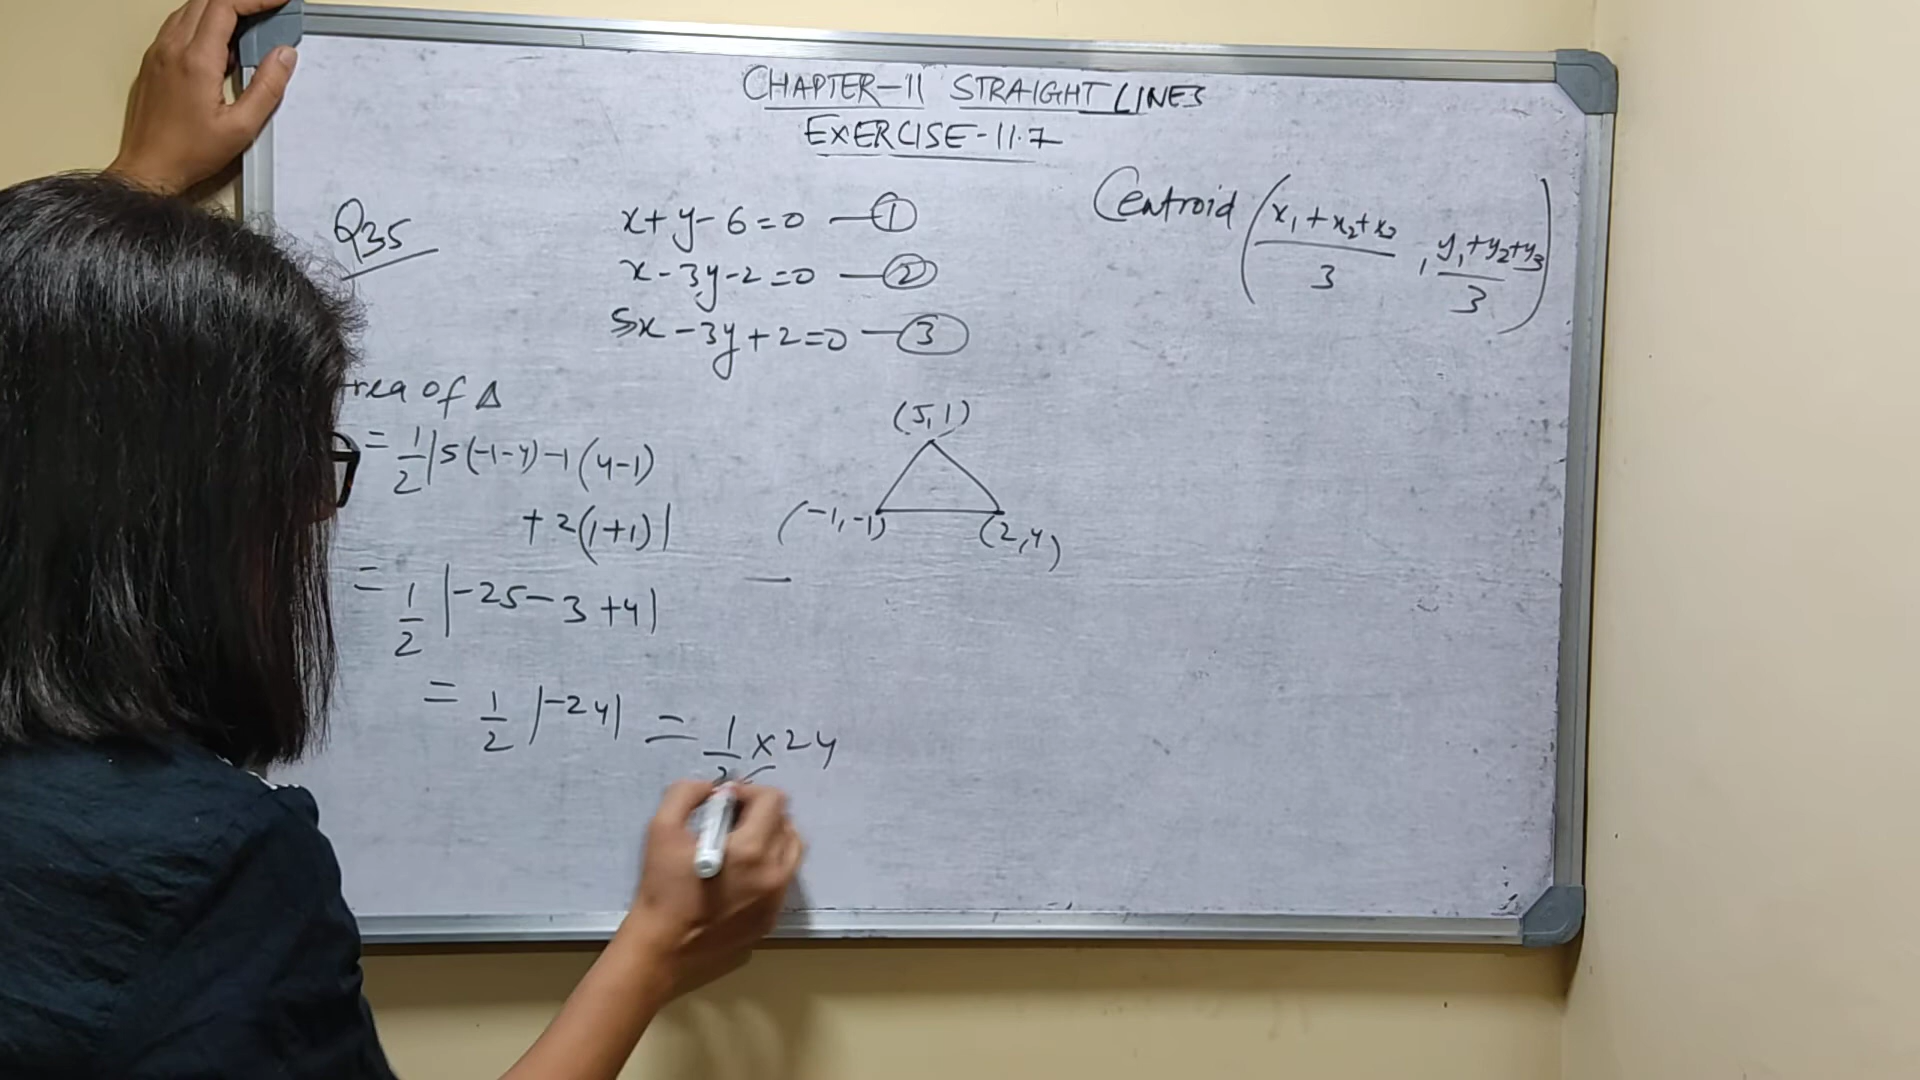 CHAPTER-11 STRAIGHT LINES
EXERCISE-11.7
Q35
x+y-6=0 —①
x-3y-2=0 —②
5x-3y+2=0 —③
Centroid (x₁+x₂+x₃/3, y₁+y₂+y₃/3)
rea of Δ
= 1/2 |5(-1-4)-1(4-1)
+2(1+1)|
= 1/2 |-25-3+4|
= 1/2 |-24| = 1/2 x 24
(5,1)
(-1,-1)
(2,4)